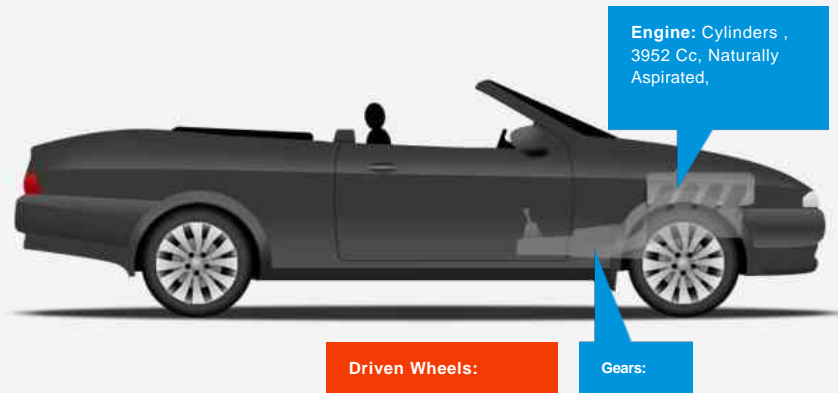 Engine: Cylinders ,
3952 Cc, Naturally
Aspirated,
Driven Wheels:
Gears: